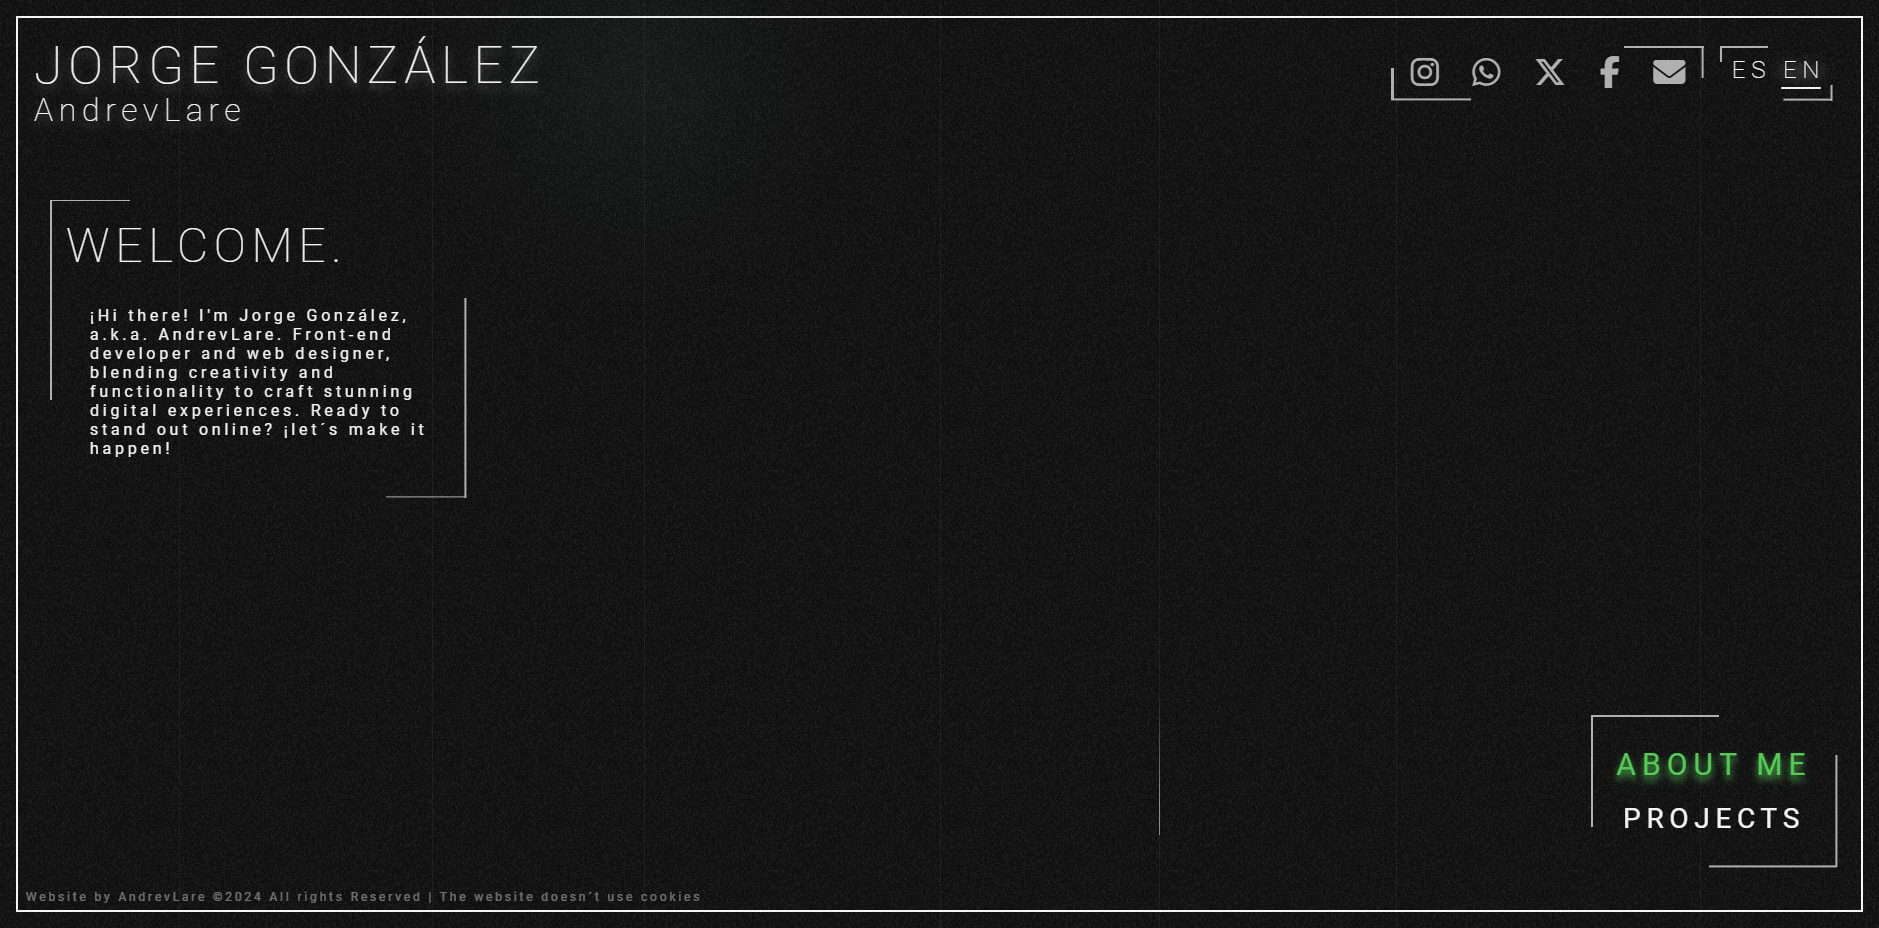 JORGE GONZÁLEZ
AndrevLare
ES EN
WELCOME.
¡Hi there! I'm Jorge González,
a.k.a. AndrevLare. Front-end
developer and web designer,
blending creativity and
functionality to craft stunning
digital experiences. Ready to
stand out online? ¡let´s make it
happen!
ABOUT ME
PROJECTS
Website by AndrevLare ©2024 All rights Reserved | The website doesn´t use cookies